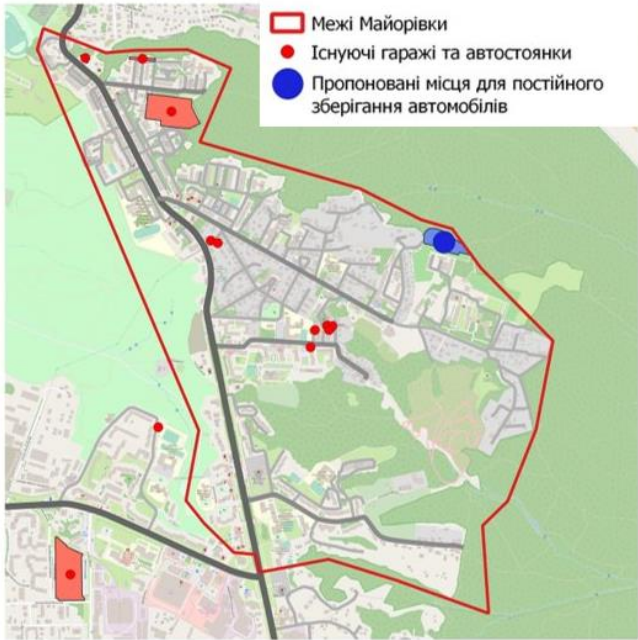 Межі Майорівки
Існуючі гаражі та автостоянки
Пропоновані місця для постійного
зберігання автомобілів